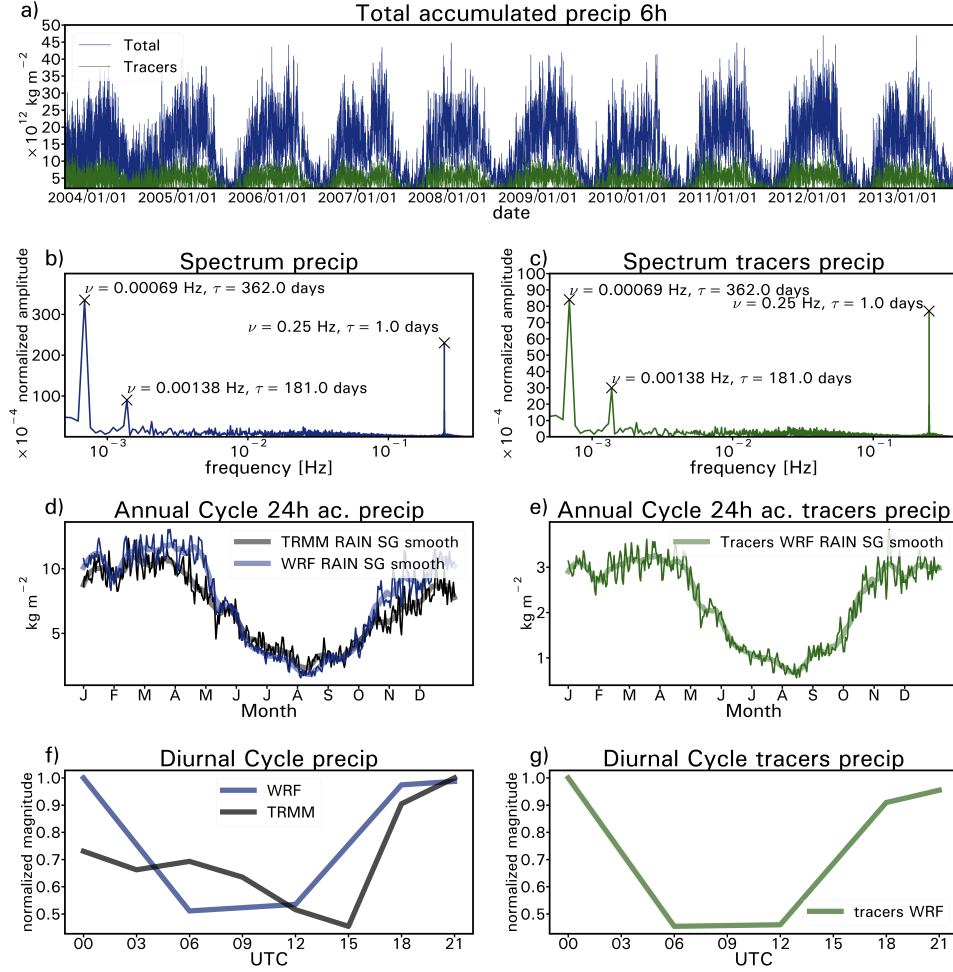 a)
Total accumulated precip 6h
× 10¹² kg m⁻²
50
45
40
35
30
25
20
15
10
5
Total
Tracers
2004/01/01 2005/01/01 2006/01/01 2007/01/01 2008/01/01 2009/01/01 2010/01/01 2011/01/01 2012/01/01 2013/01/01
date
b)
Spectrum precip
× 10⁻⁴ normalized amplitude
300
200
100
ν = 0.00069 Hz, τ = 362.0 days
ν = 0.25 Hz, τ = 1.0 days
ν = 0.00138 Hz, τ = 181.0 days
10⁻³ 10⁻² 10⁻¹
frequency [Hz]
c)
Spectrum tracers precip
× 10⁻⁴ normalized amplitude
100
90
80
70
60
50
40
30
20
10
0
ν = 0.00069 Hz, τ = 362.0 days
ν = 0.25 Hz, τ = 1.0 days
ν = 0.00138 Hz, τ = 181.0 days
10⁻³ 10⁻² 10⁻¹
frequency [Hz]
d)
Annual Cycle 24h ac. precip
kg m⁻²
10
5
TRMM RAIN SG smooth
WRF RAIN SG smooth
J F M A M J J A S O N D
Month
e)
Annual Cycle 24h ac. tracers precip
kg m⁻²
3
2
1
Tracers WRF RAIN SG smooth
J F M A M J J A S O N D
Month
f)
Diurnal Cycle precip
normalized magnitude
1.0
0.9
0.8
0.7
0.6
0.5
WRF
TRMM
00 03 06 09 12 15 18 21
UTC
g)
Diurnal Cycle tracers precip
normalized magnitude
1.0
0.9
0.8
0.7
0.6
0.5
tracers WRF
00 03 06 09 12 15 18 21
UTC